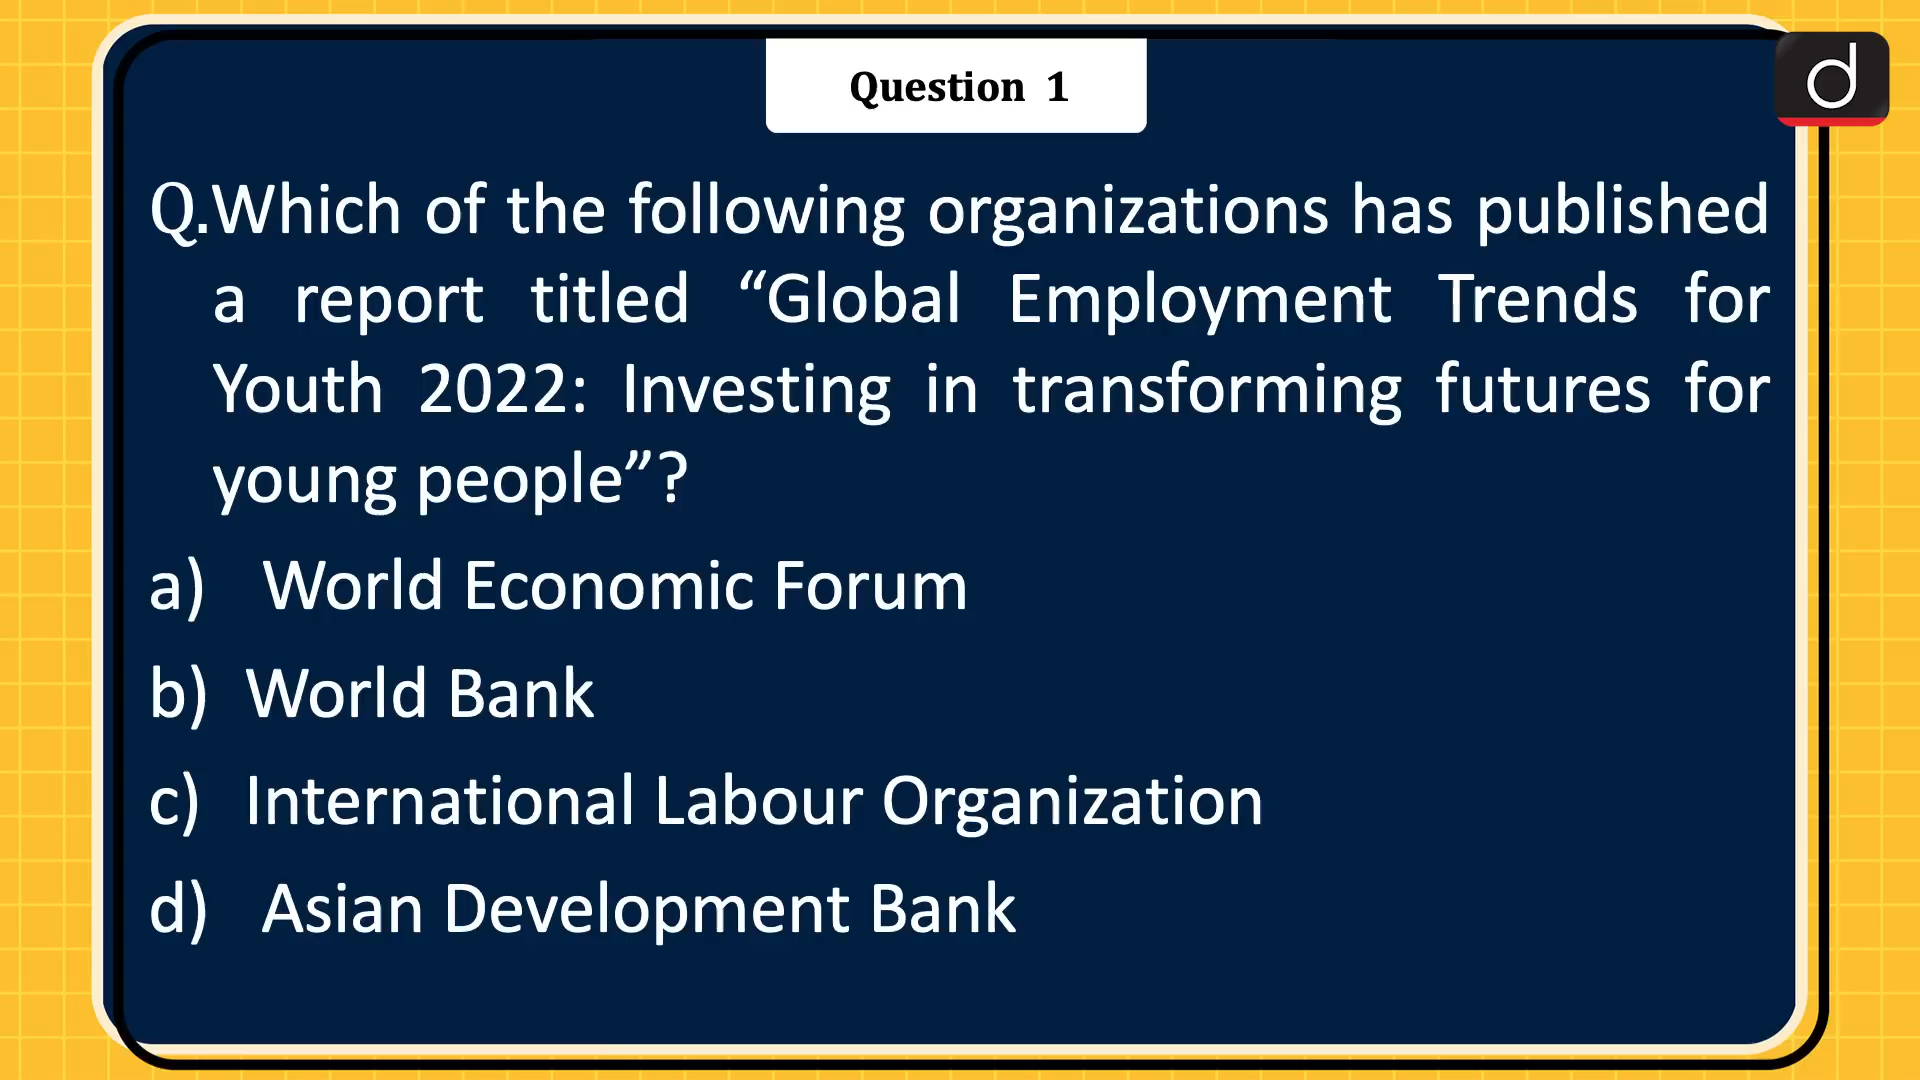 Question 1
d
Q.Which of the following organizations has published
a report titled “Global Employment Trends for
Youth 2022: Investing in transforming futures for
young people”?
a) World Economic Forum
b) World Bank
c) International Labour Organization
d) Asian Development Bank